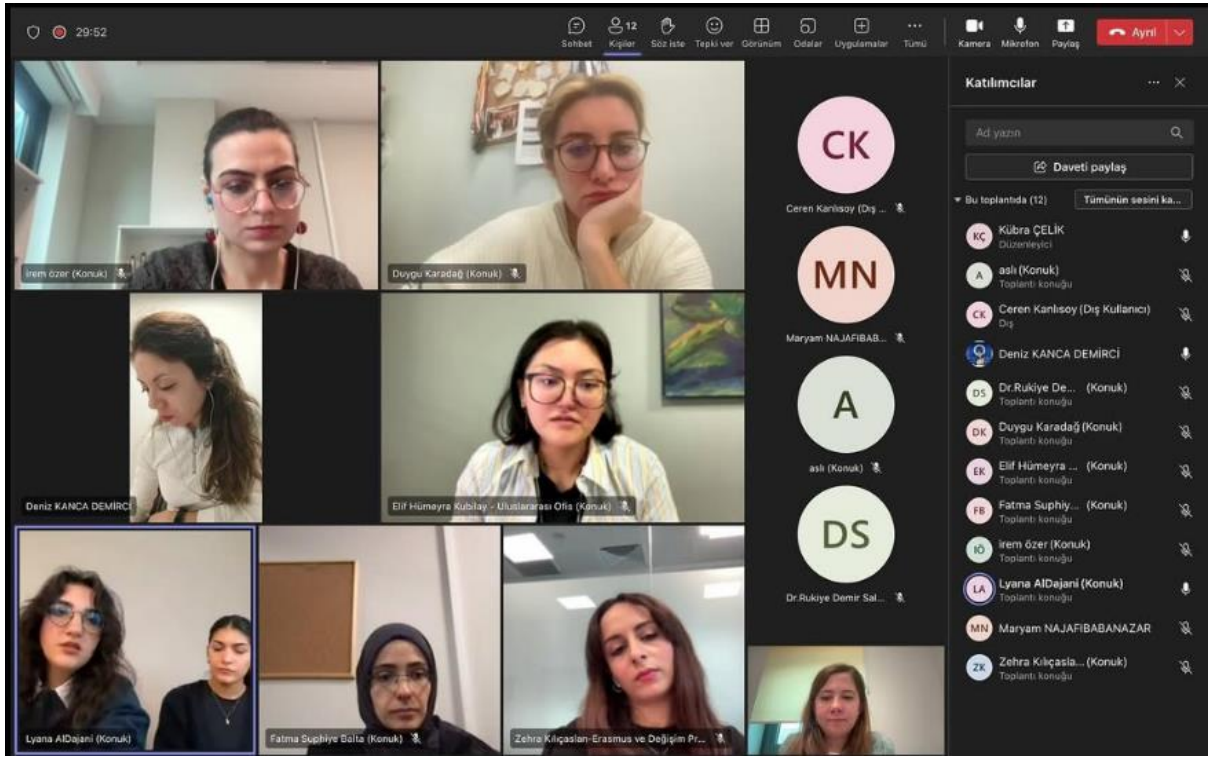 29:52
Sohbet
12
Kişiler
Söz iste
Tepki ver
Görünüm
Odalar
Uygulamalar
Tümü
Kamera
Mikrofon
Paylaş
Ayrıl
irem özer (Konuk)
Duygu Karadağ (Konuk)
Deniz KANCA DEMİRCİ
Elif Hümeyra Kubilay - Uluslararası Ofis (Konuk)
Lyana AlDajani (Konuk)
Fatma Suphiye Balta (Konuk)
Zehra Kılıçaslan-Erasmus ve Değişim Pr...
CK
Ceren Kanlısoy (Dış ...
MN
Maryam NAJAFIBAB...
A
aslı (Konuk)
DS
Dr.Rukiye Demir Sal...
Katılımcılar
Ad yazın
Daveti paylaş
Bu toplantıda (12)
Tümünün sesini ka...
KÇ
Kübra ÇELİK
Düzenleyici
A
aslı (Konuk)
Toplantı konuğu
CK
Ceren Kanlısoy (Dış Kullanıcı)
Dış
Deniz KANCA DEMİRCİ
DS
Dr.Rukiye De... (Konuk)
Toplantı konuğu
DK
Duygu Karadağ (Konuk)
Toplantı konuğu
EK
Elif Hümeyra ... (Konuk)
Toplantı konuğu
FB
Fatma Suphiy... (Konuk)
Toplantı konuğu
İÖ
irem özer (Konuk)
Toplantı konuğu
LA
Lyana AlDajani (Konuk)
Toplantı konuğu
MN
Maryam NAJAFIBABANAZAR
ZK
Zehra Kılıçasla... (Konuk)
Toplantı konuğu